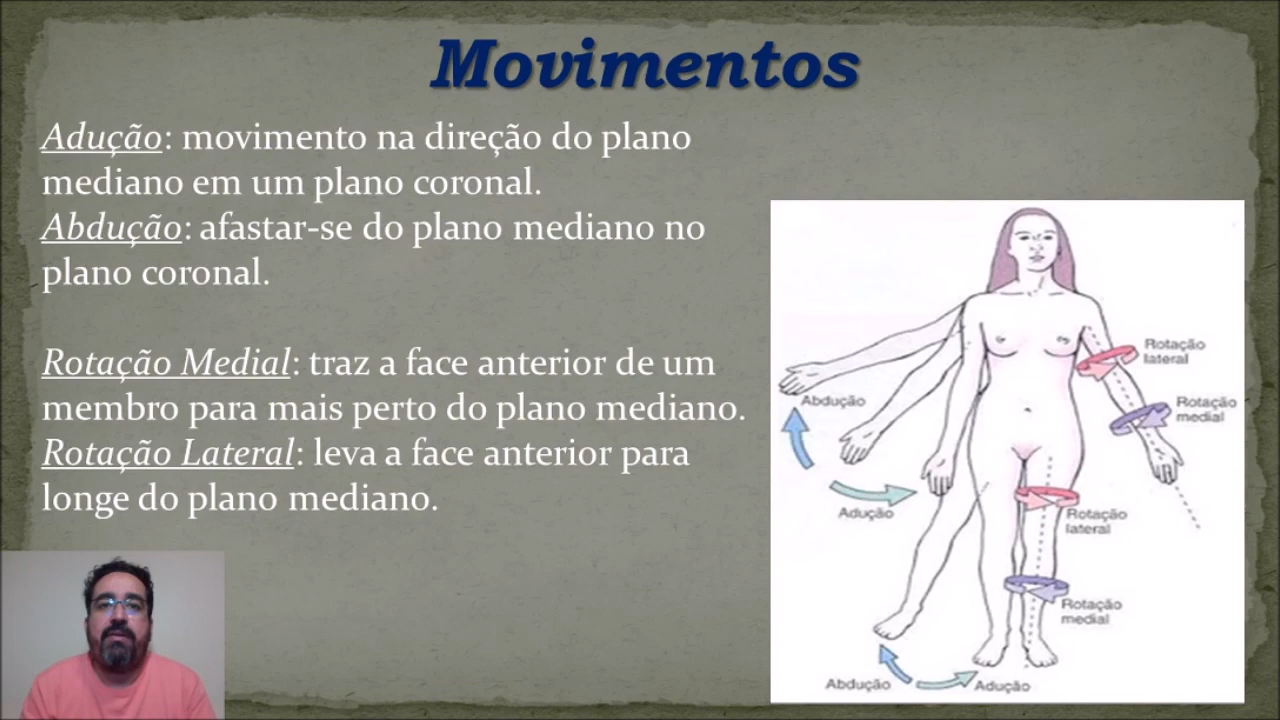 Movimentos
Adução: movimento na direção do plano
mediano em um plano coronal.
Abdução: afastar-se do plano mediano no
plano coronal.
Rotação Medial: traz a face anterior de um
membro para mais perto do plano mediano.
Rotação Lateral: leva a face anterior para
longe do plano mediano.
Rotação
lateral
Abdução
Rotação
medial
Adução
Rotação
lateral
Rotação
medial
Abdução
Adução